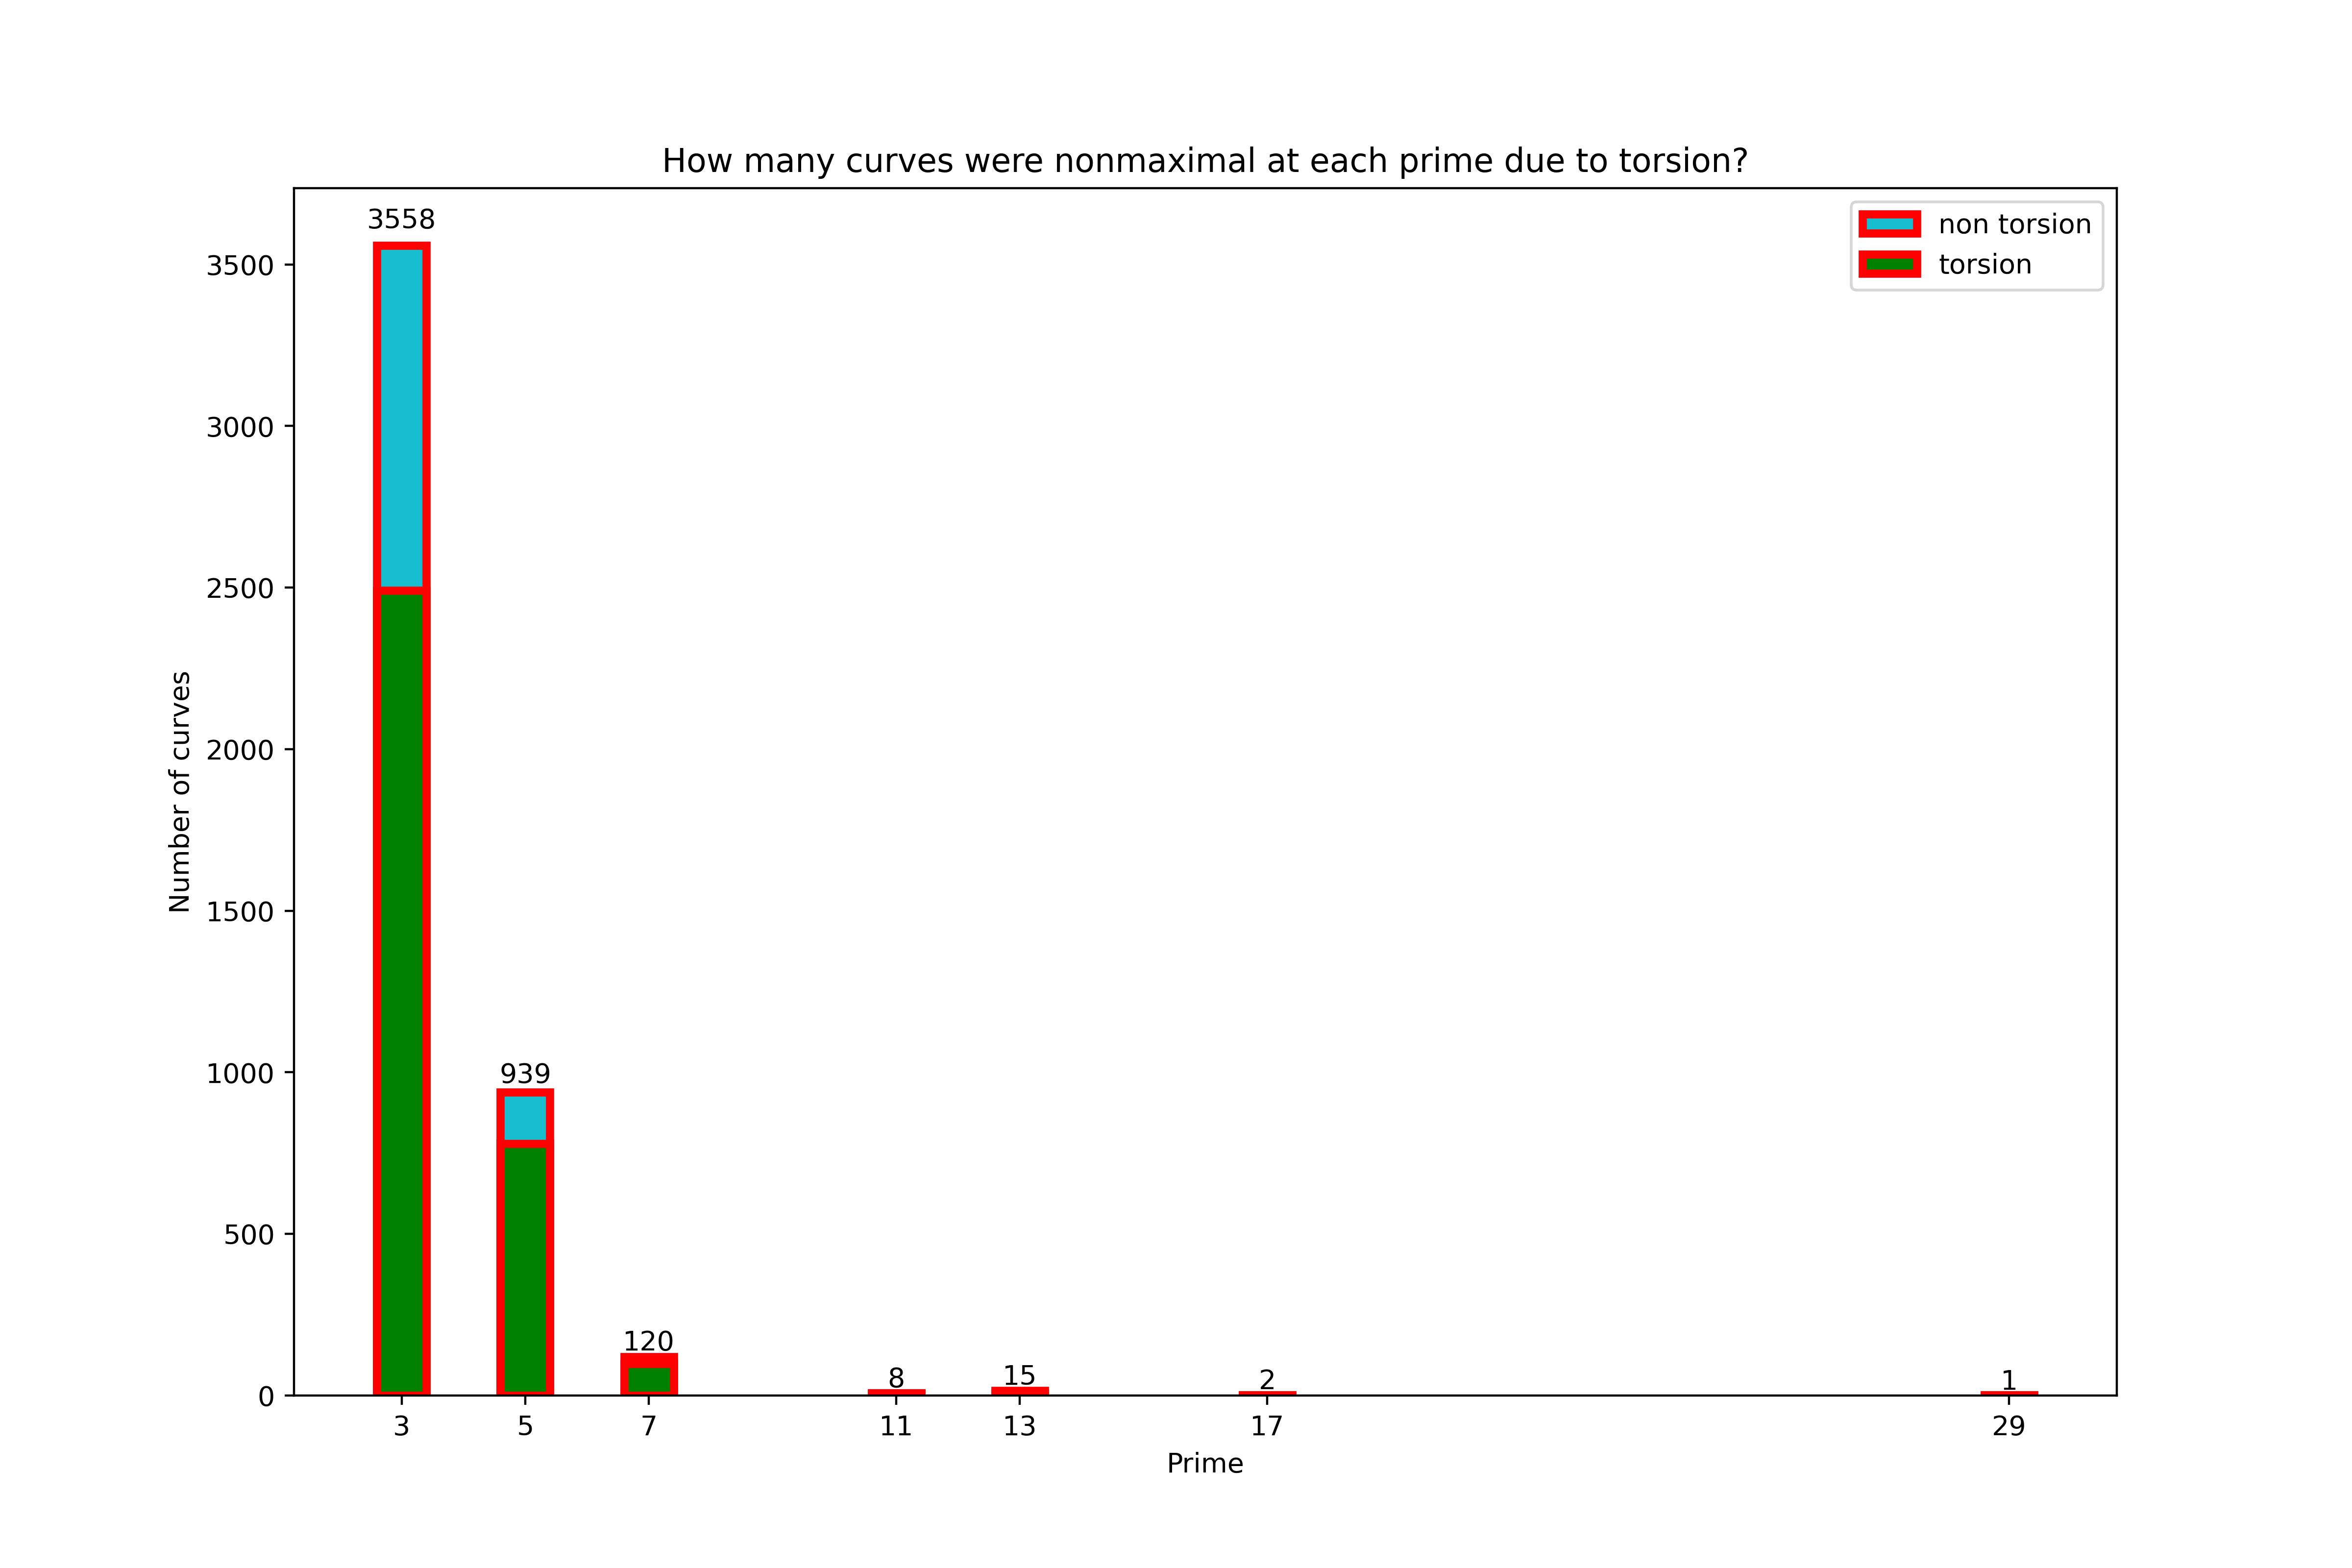 How many curves were nonmaximal at each prime due to torsion?
non torsion
torsion
3558
939
120
8
15
2
1
3500
3000
2500
2000
1500
1000
500
0
Number of curves
3 5 7 11 13 17 29
Prime